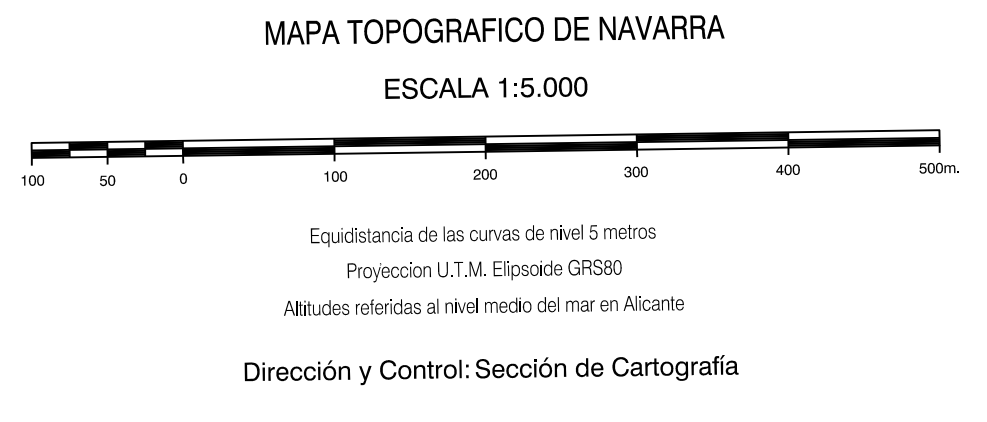 MAPA TOPOGRAFICO DE NAVARRA
ESCALA 1:5.000
100 50 0 100 200 300 400 500m.
Equidistancia de las curvas de nivel 5 metros
Proyeccion U.T.M. Elipsoide GRS80
Altitudes referidas al nivel medio del mar en Alicante
Dirección y Control: Sección de Cartografía